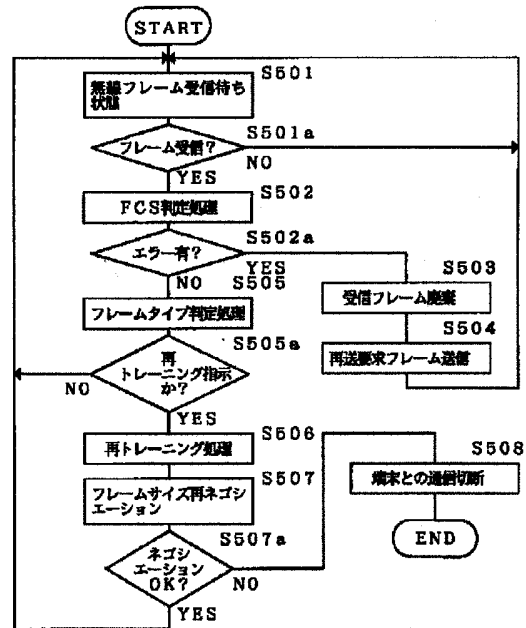 START
S501
無線フレーム受信待ち
状態
S501a
フレーム受信？
NO
YES
S502
FCS判定処理
S502a
エラー有？
YES
NO
S505
フレームタイプ判定処理
S503
受信フレーム廃棄
S504
再送要求フレーム送信
S505a
再
トレーニング指示
か？
NO
YES
S506
再トレーニング処理
S507
フレームサイズ再ネゴシ
エーション
S507a
ネゴシ
エーション
OK？
NO
YES
S508
端末との通信切断
END